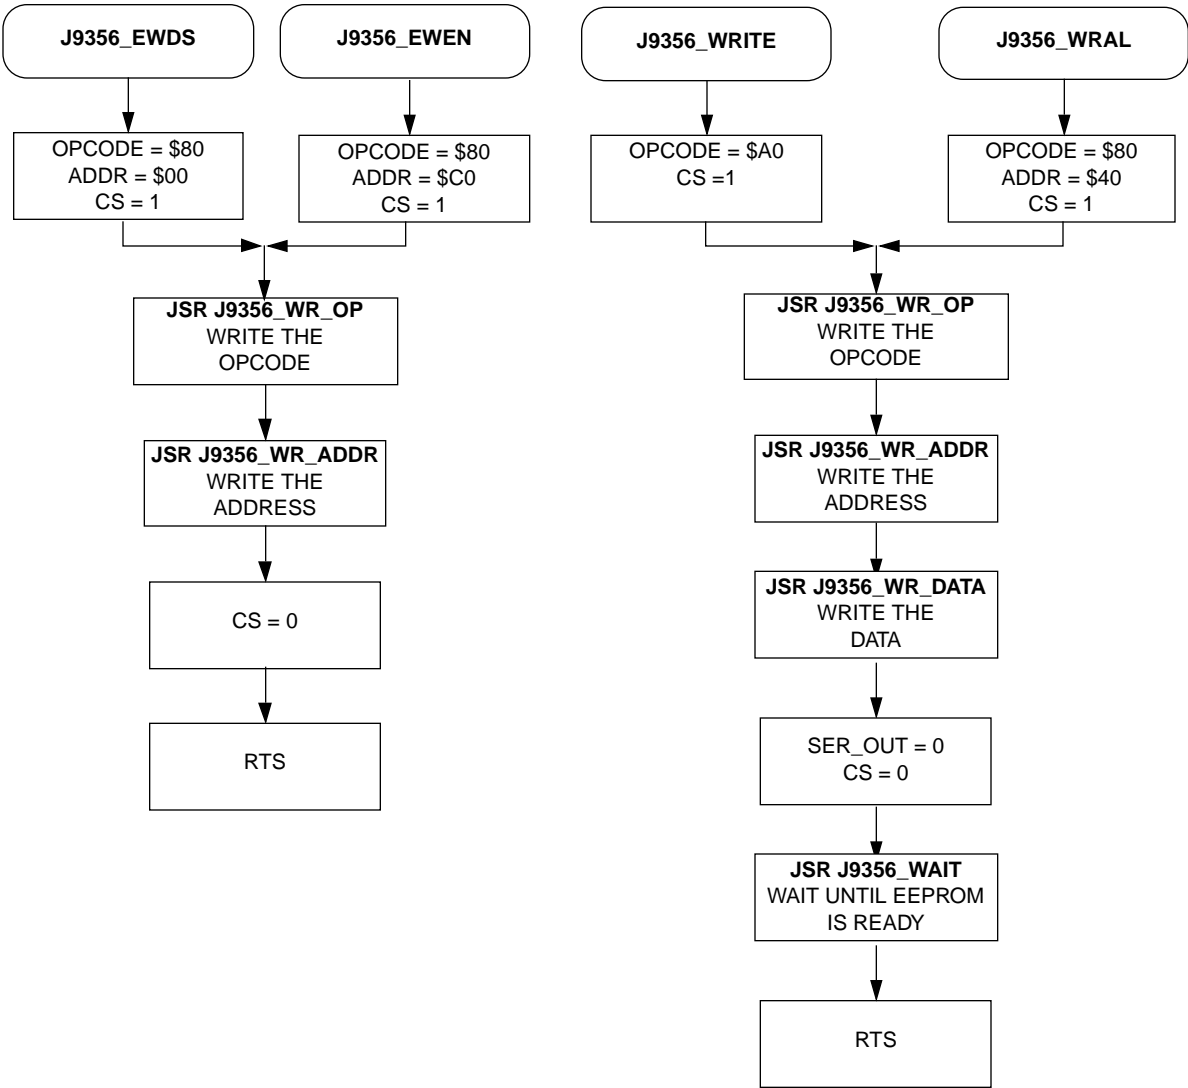 J9356_EWDS
J9356_EWEN
J9356_WRITE
J9356_WRAL
OPCODE = $80
ADDR = $00
CS = 1
OPCODE = $80
ADDR = $C0
CS = 1
OPCODE = $A0
CS =1
OPCODE = $80
ADDR = $40
CS = 1
JSR J9356_WR_OP
WRITE THE
OPCODE
JSR J9356_WR_ADDR
WRITE THE
ADDRESS
CS = 0
RTS
JSR J9356_WR_OP
WRITE THE
OPCODE
JSR J9356_WR_ADDR
WRITE THE
ADDRESS
JSR J9356_WR_DATA
WRITE THE
DATA
SER_OUT = 0
CS = 0
JSR J9356_WAIT
WAIT UNTIL EEPROM
IS READY
RTS